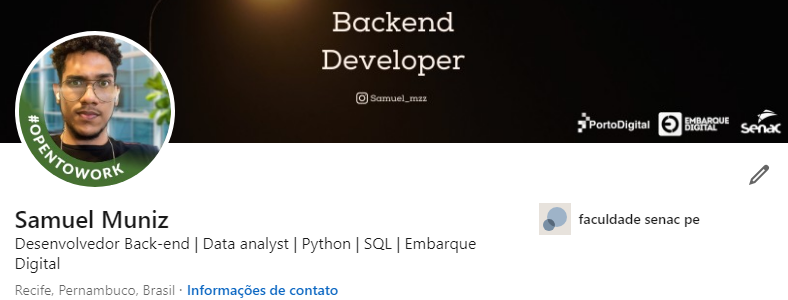 Backend
Developer
Samuel_mzz
PortoDigital
EMBARQUE
DIGITAL
Senac
#OPENTOWORK
Samuel Muniz
faculdade senac pe
Desenvolvedor Back-end | Data analyst | Python | SQL | Embarque
Digital
Recife, Pernambuco, Brasil · Informações de contato